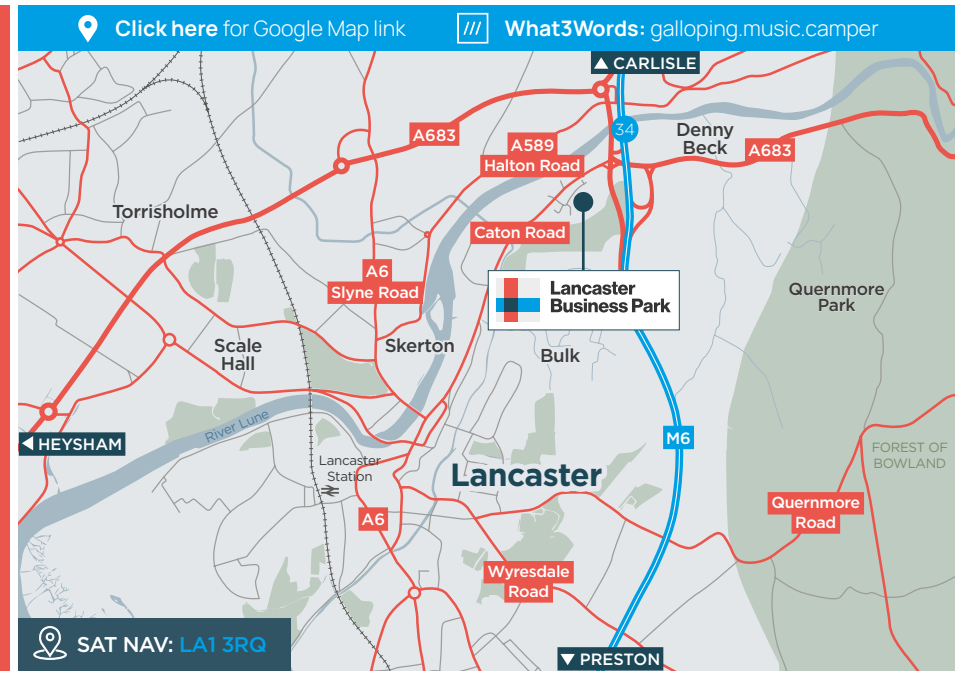 Click here for Google Map link
What3Words: galloping.music.camper
CARLISLE
34
A683
A589
Halton Road
Denny
Beck
A683
Torrisholme
Caton Road
A6
Slyne Road
Lancaster
Business Park
Quernmore
Park
Scale
Hall
Skerton
Bulk
River Lune
HEYSHAM
M6
FOREST OF
BOWLAND
Lancaster
Station
Lancaster
A6
Quernmore
Road
Wyresdale
Road
SAT NAV: LA1 3RQ
PRESTON